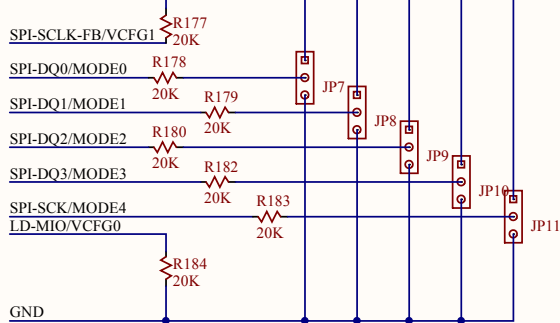 R177
SPI-SCLK-FB/VCFG1
20K
R178
SPI-DQ0/MODE0
20K
JP7
R179
SPI-DQ1/MODE1
20K
JP8
R180
SPI-DQ2/MODE2
20K
JP9
R182
SPI-DQ3/MODE3
20K
JP10
R183
SPI-SCK/MODE4
20K
JP11
LD-MIO/VCFG0
R184
20K
GND